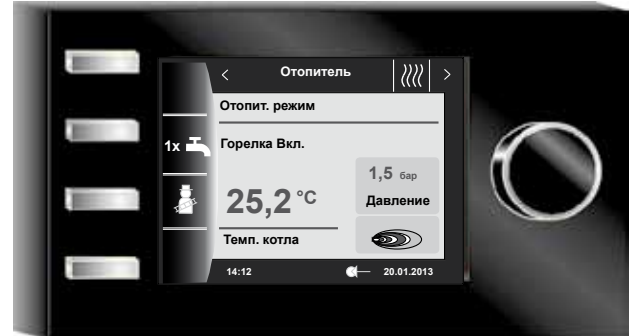 Отопитель
Отопит. режим
1x
Горелка Вкл.
1,5 бар
Давление
25,2 °C
Темп. котла
14:12
20.01.2013